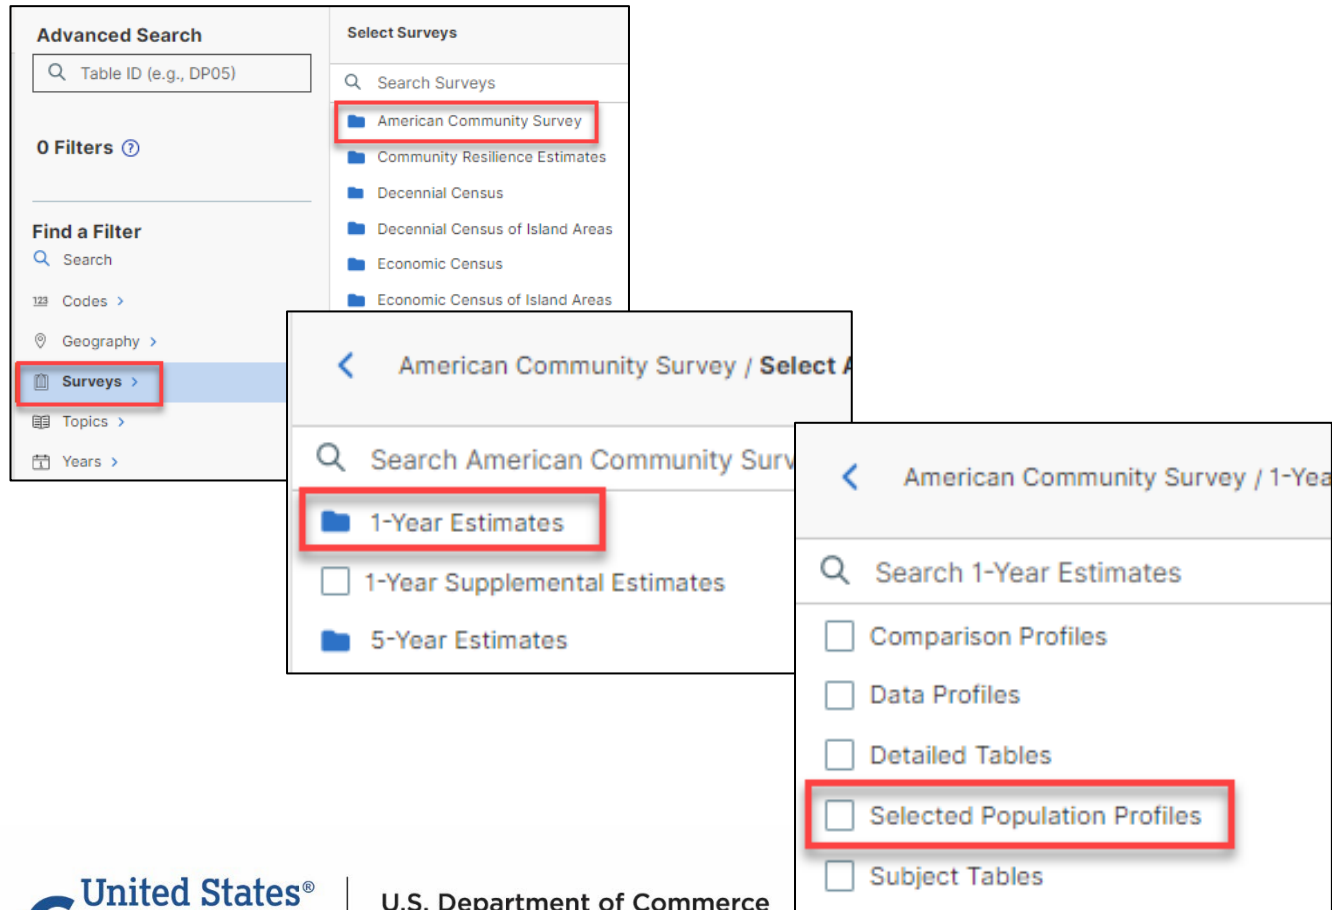 Advanced Search
Table ID (e.g., DP05)
0 Filters ?
Find a Filter
Search
123 Codes >
Geography >
Surveys >
Topics >
Years >
Select Surveys
Search Surveys
American Community Survey
Community Resilience Estimates
Decennial Census
Decennial Census of Island Areas
Economic Census
Economic Census of Island Areas
American Community Survey / Select A
Search American Community Surv
1-Year Estimates
1-Year Supplemental Estimates
5-Year Estimates
American Community Survey / 1-Yea
Search 1-Year Estimates
Comparison Profiles
Data Profiles
Detailed Tables
Selected Population Profiles
Subject Tables
United States®
U.S. Department of Commerce